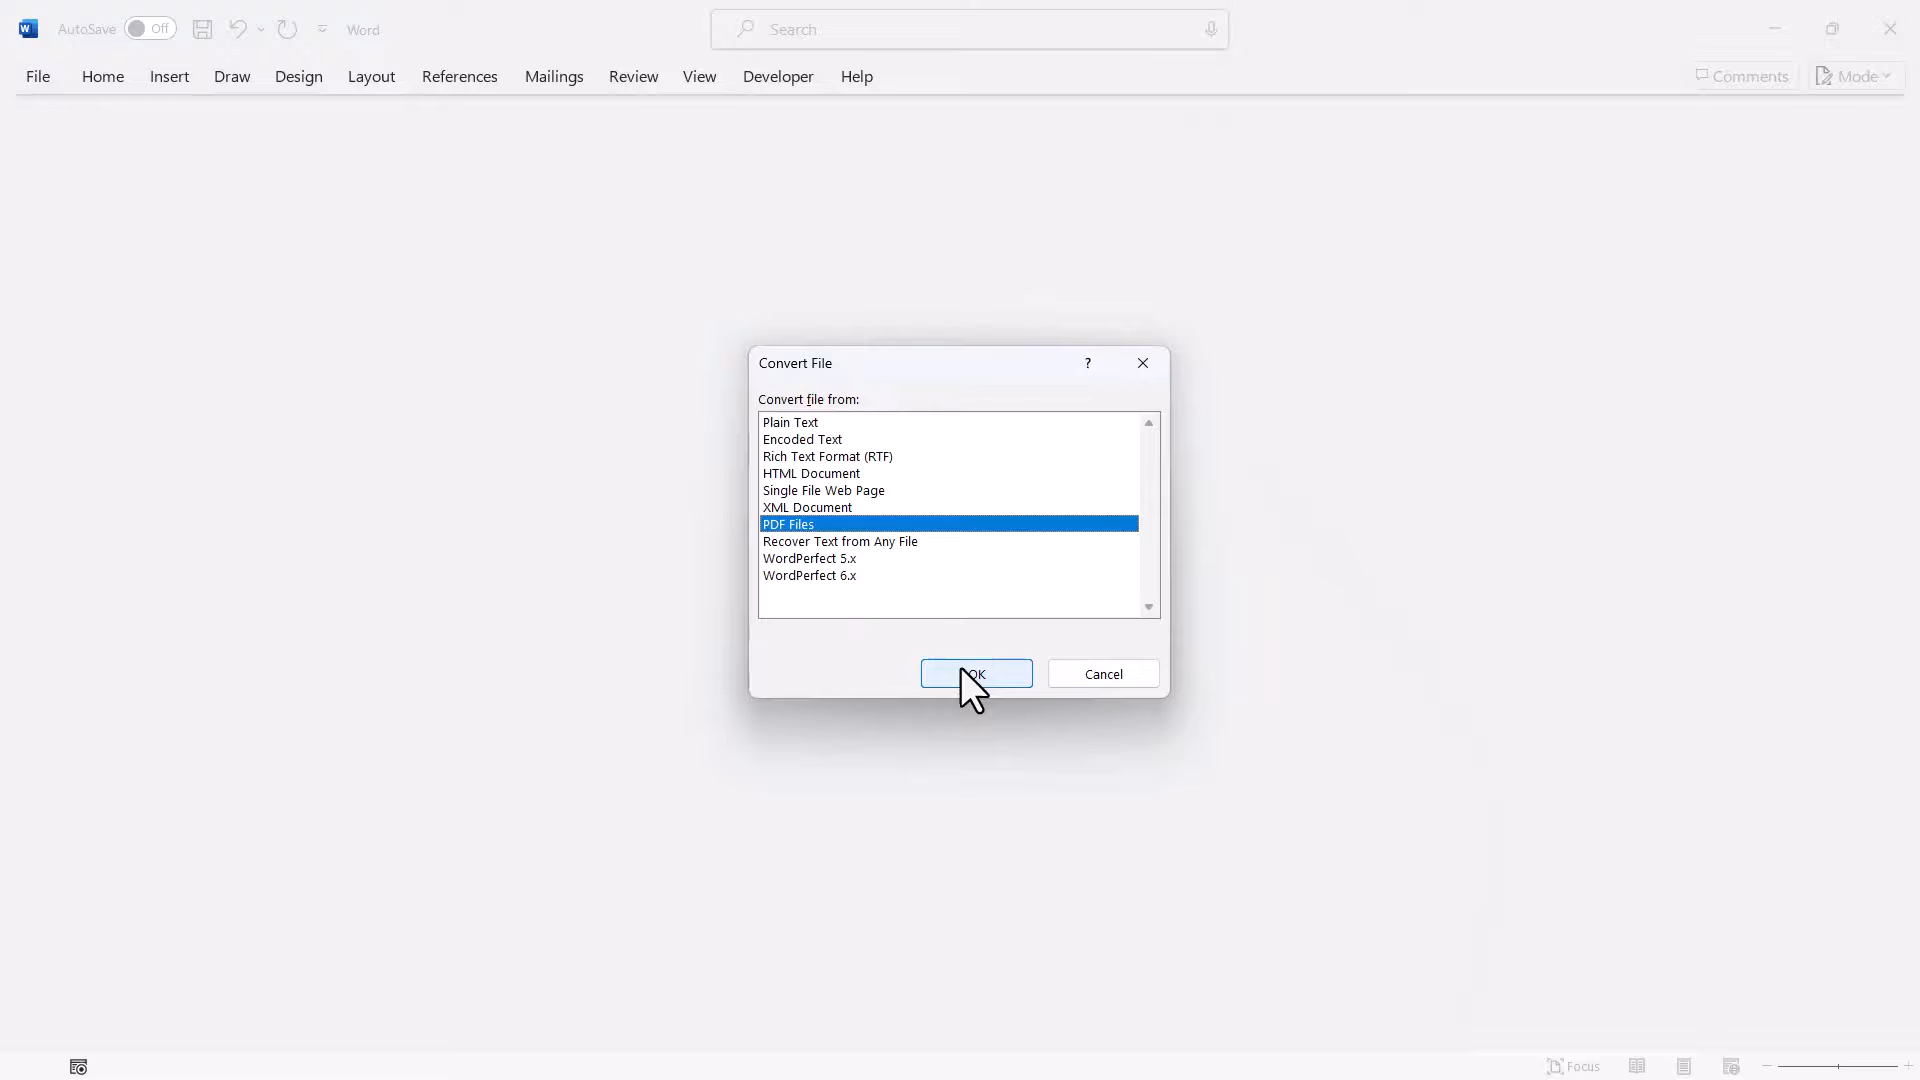 W AutoSave Off Word Search
File Home Insert Draw Design Layout References Mailings Review View Developer Help Comments Mode
Convert File ?
Convert file from:
Plain Text
Encoded Text
Rich Text Format (RTF)
HTML Document
Single File Web Page
XML Document
PDF Files
Recover Text from Any File
WordPerfect 5.x
WordPerfect 6.x
OK Cancel
Focus